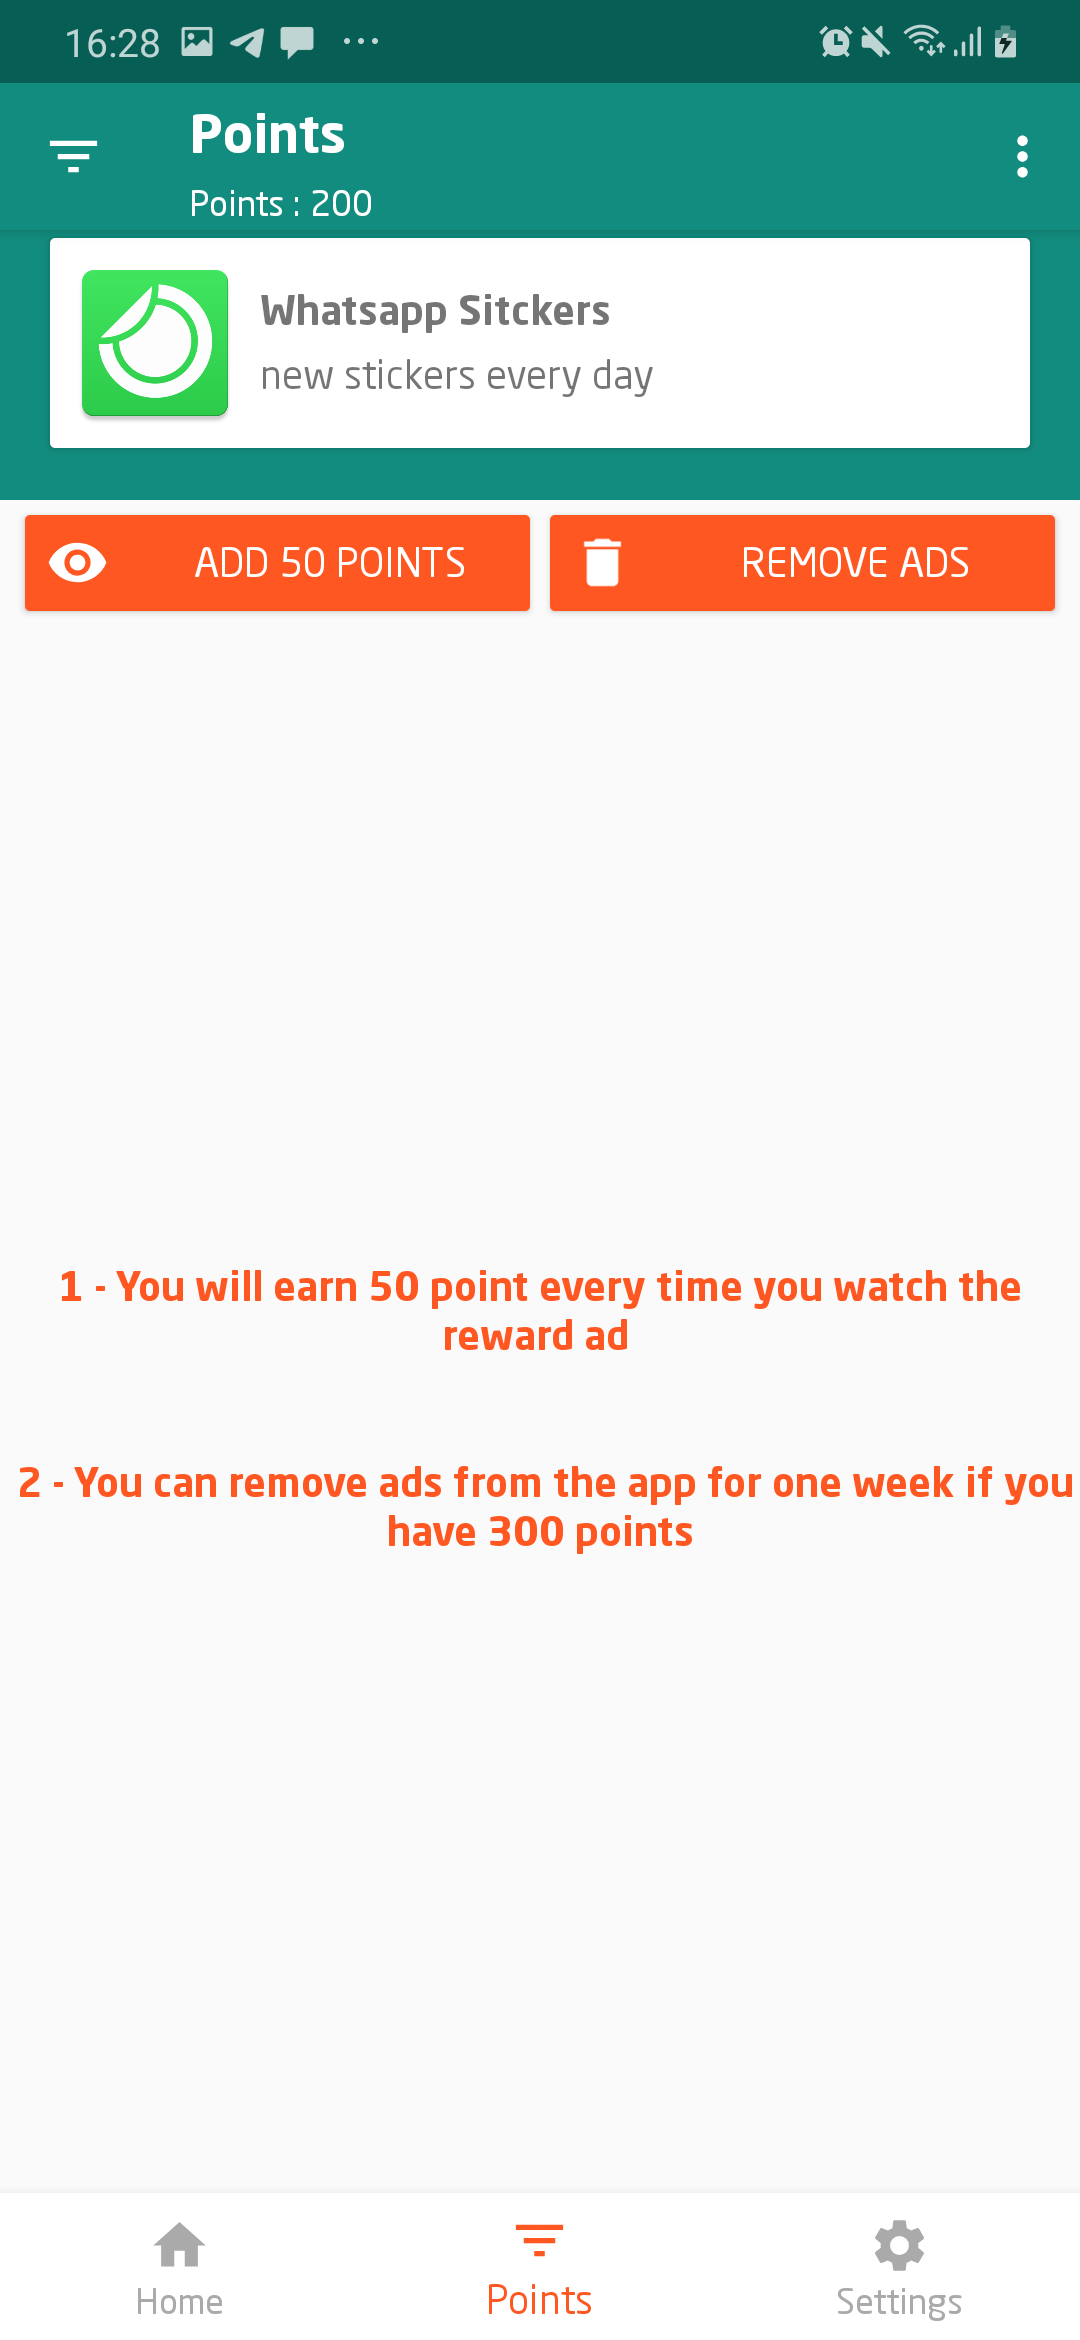 16:28
Points
Points : 200
Whatsapp Sitckers
new stickers every day
ADD 50 POINTS
REMOVE ADS
1 - You will earn 50 point every time you watch the
reward ad
2 - You can remove ads from the app for one week if you
have 300 points
Home
Points
Settings